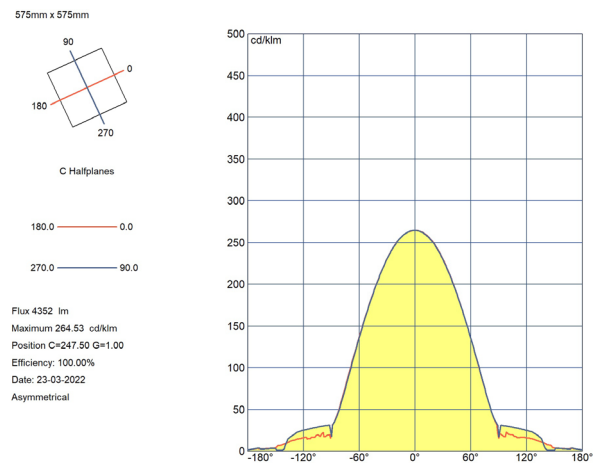 575mm x 575mm
90
0
180
270
C Halfplanes
180.0 0.0
270.0 90.0
Flux 4352 lm
Maximum 264.53 cd/klm
Position C=247.50 G=1.00
Efficiency: 100.00%
Date: 23-03-2022
Asymmetrical
500
cd/klm
450
400
350
300
250
200
150
100
50
0
-180° -120° -60° 0° 60° 120° 180°